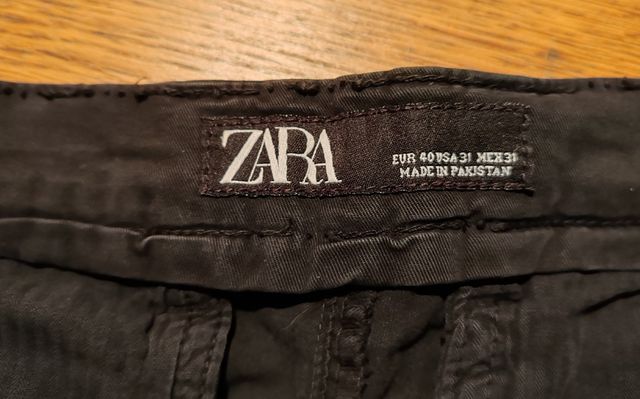 ZARA
EUR 40 USA 31 MEX 31
MADE IN PAKISTAN